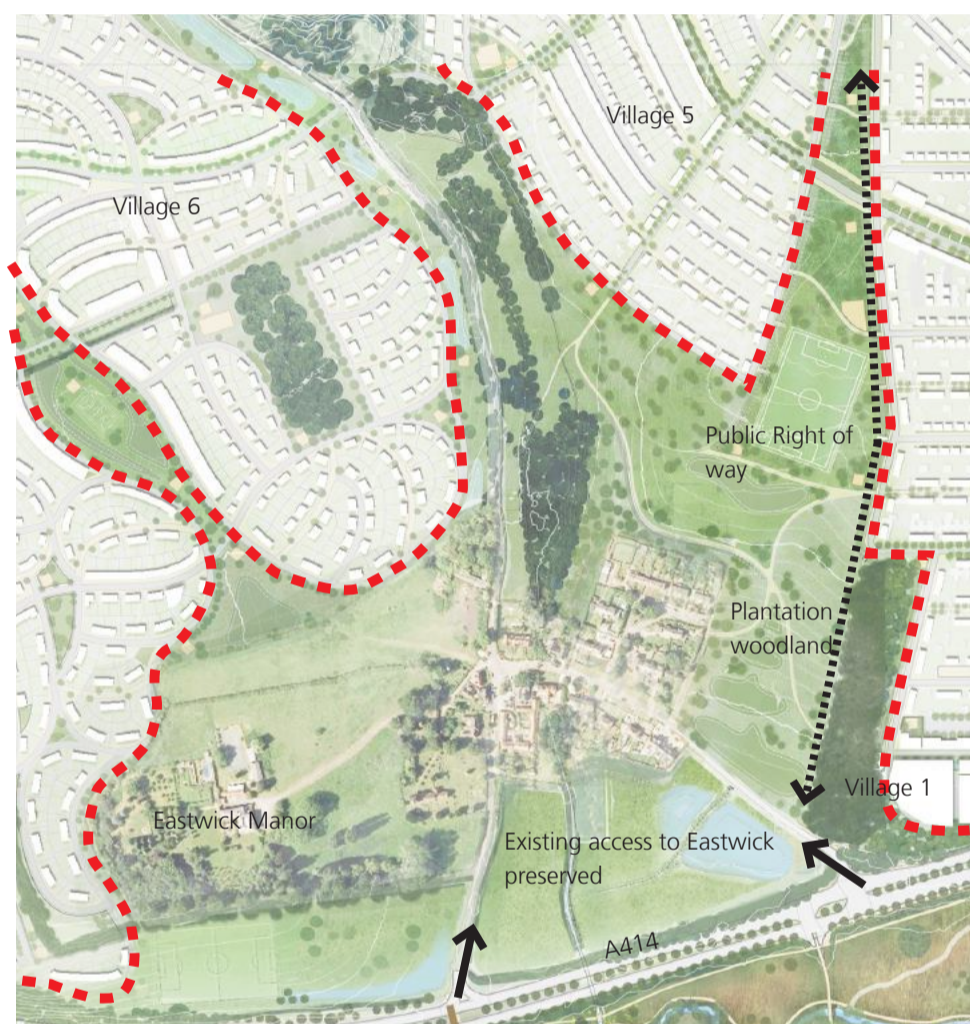 Village 5
Village 6
Public Right of
way
Plantation
woodland
Village 1
Eastwick Manor
Existing access to Eastwick
preserved
A414